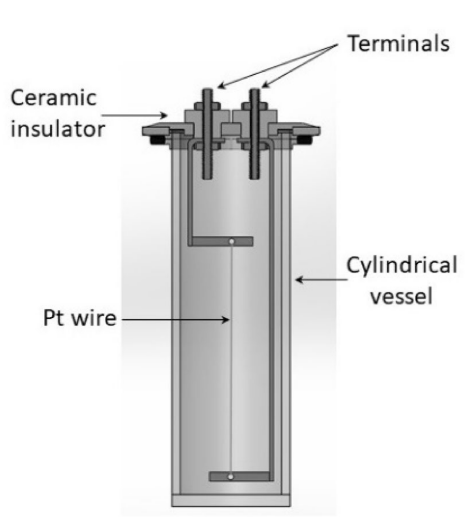 Terminals
Ceramic
insulator
Cylindrical
vessel
Pt wire